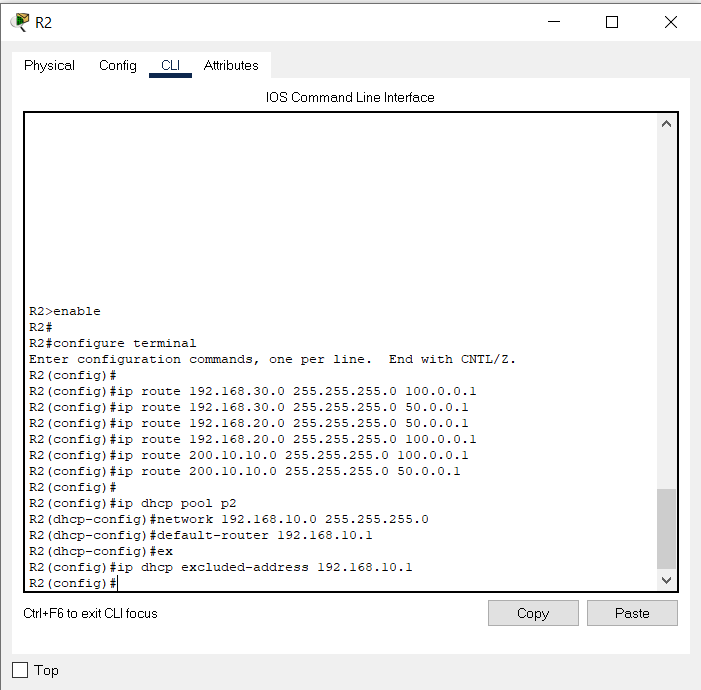 R2
Physical Config CLI Attributes
IOS Command Line Interface
R2>enable
R2#
R2#configure terminal
Enter configuration commands, one per line.  End with CNTL/Z.
R2(config)#
R2(config)#ip route 192.168.30.0 255.255.255.0 100.0.0.1
R2(config)#ip route 192.168.30.0 255.255.255.0 50.0.0.1
R2(config)#ip route 192.168.20.0 255.255.255.0 50.0.0.1
R2(config)#ip route 192.168.20.0 255.255.255.0 100.0.0.1
R2(config)#ip route 200.10.10.0 255.255.255.0 100.0.0.1
R2(config)#ip route 200.10.10.0 255.255.255.0 50.0.0.1
R2(config)#
R2(config)#ip dhcp pool p2
R2(dhcp-config)#network 192.168.10.0 255.255.255.0
R2(dhcp-config)#default-router 192.168.10.1
R2(dhcp-config)#ex
R2(config)#ip dhcp excluded-address 192.168.10.1
R2(config)#
Ctrl+F6 to exit CLI focus
Copy Paste
Top